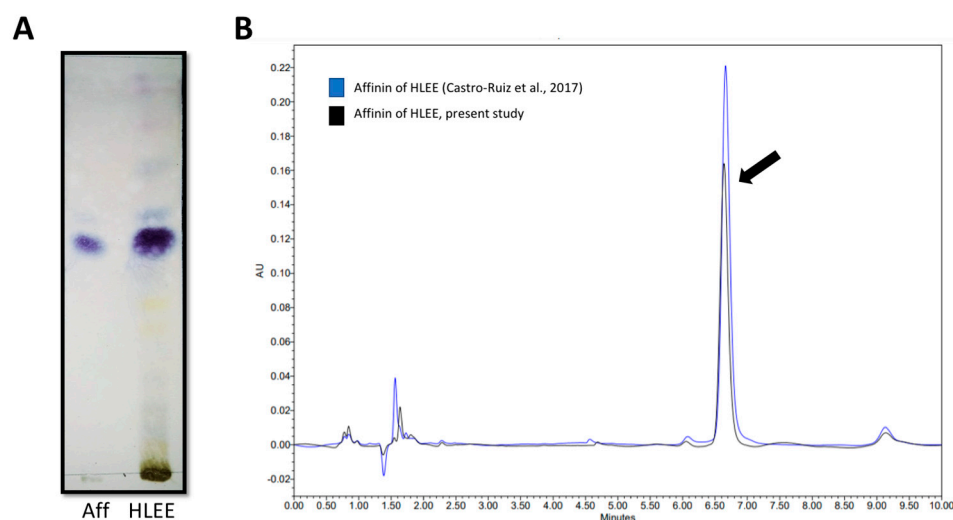 A
B
Affinin of HLEE (Castro-Ruiz et al., 2017)
Affinin of HLEE, present study
0.22
0.20
0.18
0.16
0.14
0.12
0.10
0.08
0.06
0.04
0.02
0.00
-0.02
AU
0.00 0.50 1.00 1.50 2.00 2.50 3.00 3.50 4.00 4.50 5.00 5.50 6.00 6.50 7.00 7.50 8.00 8.50 9.00 9.50 10.00
Minutes
Aff HLEE